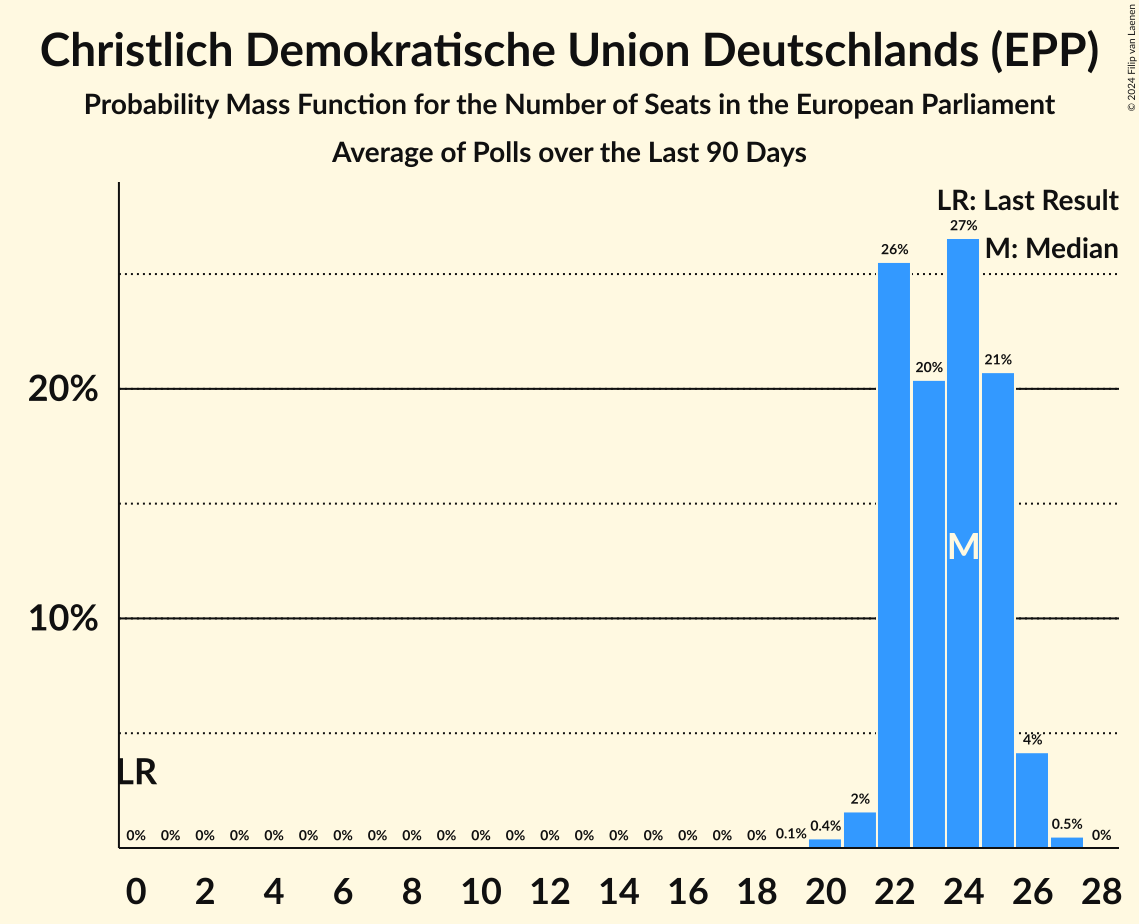 Christlich Demokratische Union Deutschlands (EPP)
Probability Mass Function for the Number of Seats in the European Parliament
Average of Polls over the Last 90 Days
© 2024 Filip van Laenen
LR: Last Result
M: Median
27%
26%
21%
20%
20%
M
10%
4%
LR
2%
0% 0% 0% 0% 0% 0% 0% 0% 0% 0% 0% 0% 0% 0% 0% 0% 0% 0% 0% 0.1% 0.4% 0.5% 0%
0 2 4 6 8 10 12 14 16 18 20 22 24 26 28